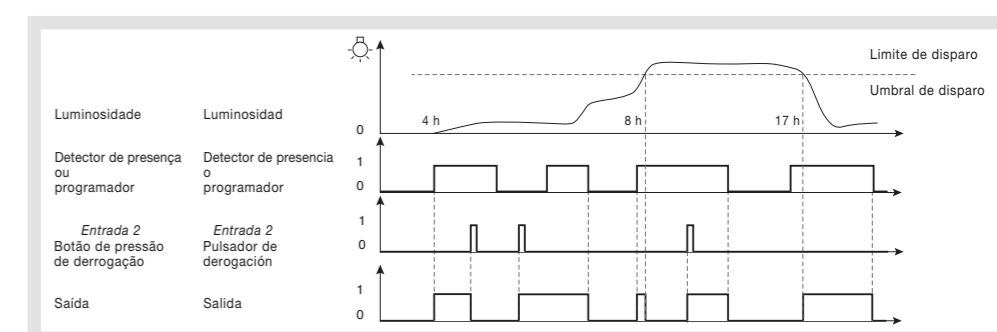 Limite de disparo
Umbral de disparo
Luminosidade Luminosidad
0
4 h 8 h 17 h
Detector de presença Detector de presencia
ou o
programador programador
1
0
Entrada 2 Entrada 2
Botão de pressão Pulsador de
de derrogação derogación
1
0
Saída Salida
1
0